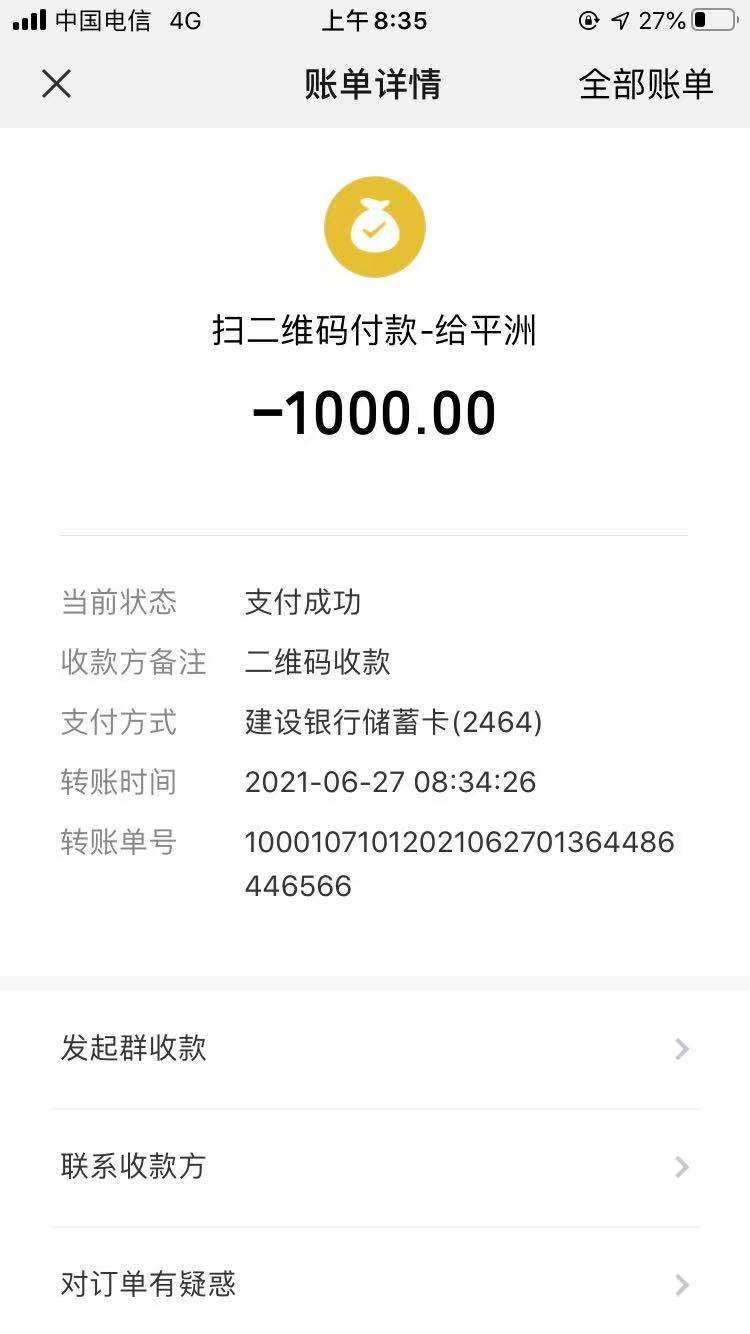 中国电信 4G 上午8:35 27%
账单详情 全部账单
扫二维码付款-给平洲
-1000.00
当前状态 支付成功
收款方备注 二维码收款
支付方式 建设银行储蓄卡(2464)
转账时间 2021-06-27 08:34:26
转账单号 10001071012021062701364486
446566
发起群收款
联系收款方
对订单有疑惑